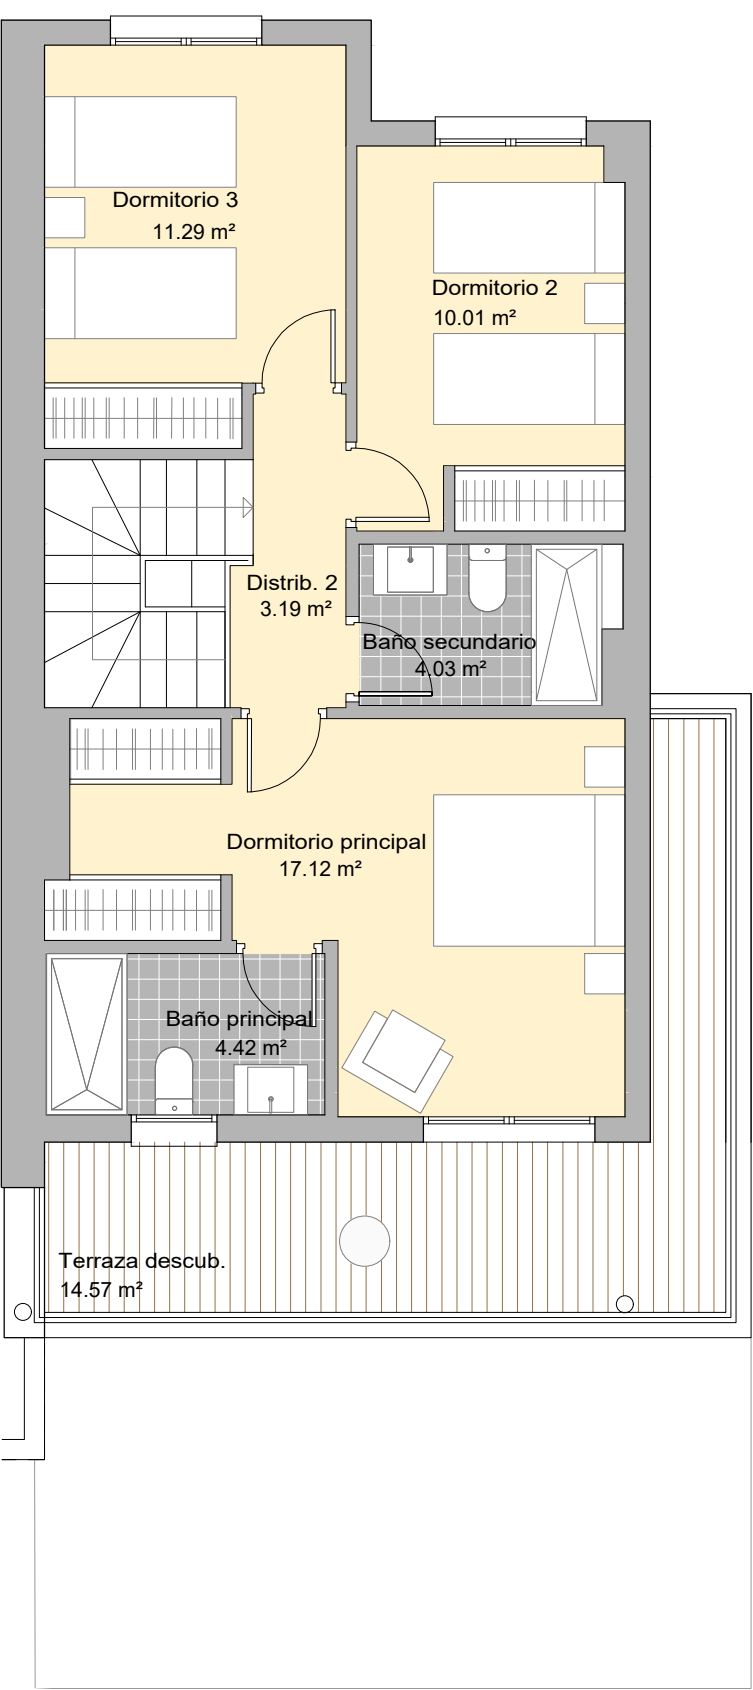 Dormitorio 3
11.29 m²
Dormitorio 2
10.01 m²
Distrib. 2
3.19 m²
Baño secundario
4.03 m²
Dormitorio principal
17.12 m²
Baño principal
4.42 m²
Terraza descub.
14.57 m²